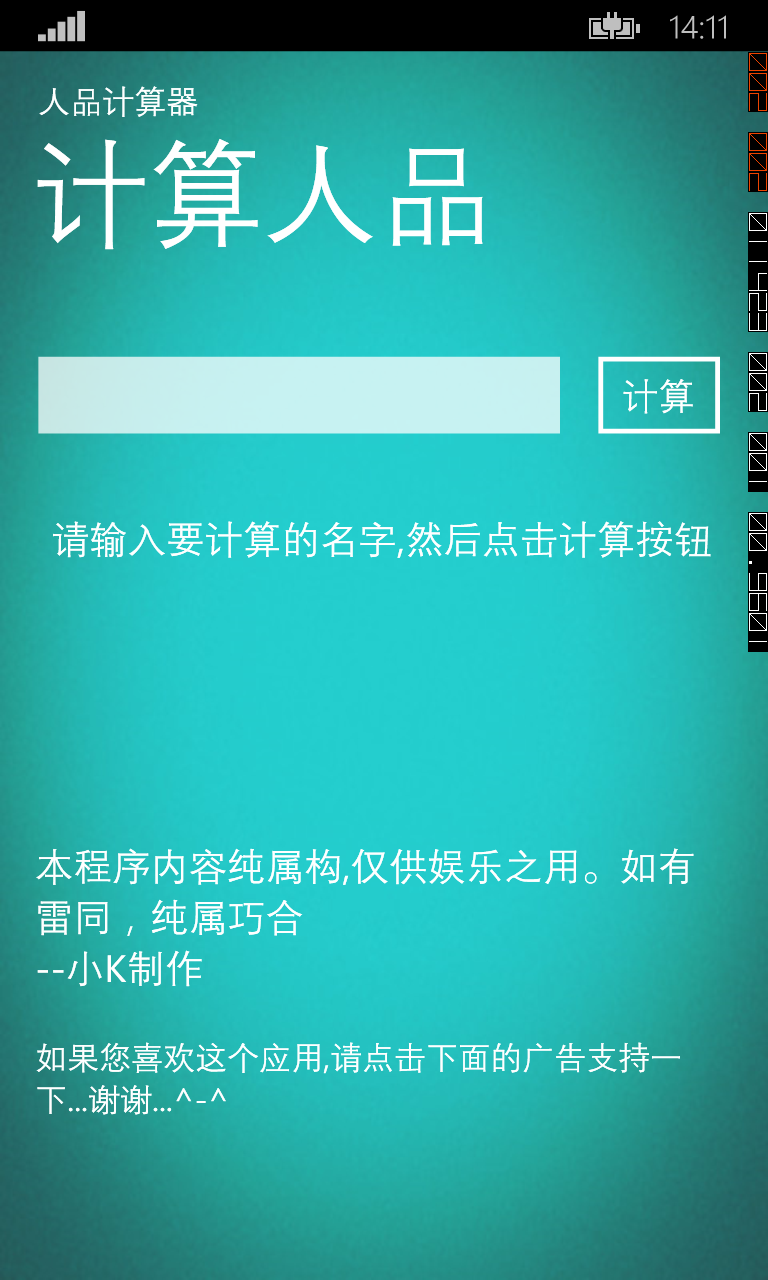 14:11
人品计算器
计算人品
计算
请输入要计算的名字,然后点击计算按钮
本程序内容纯属构,仅供娱乐之用。如有
雷同，纯属巧合
--小K制作
如果您喜欢这个应用,请点击下面的广告支持一
下...谢谢...^-^